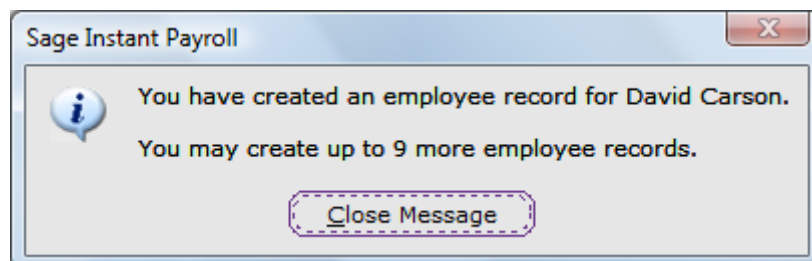 Sage Instant Payroll
You have created an employee record for David Carson.
You may create up to 9 more employee records.
Close Message